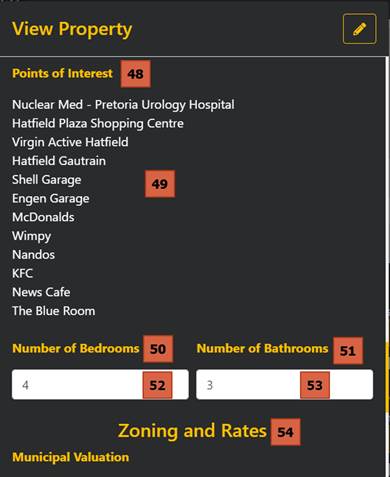 View Property
Points of Interest 48
Nuclear Med - Pretoria Urology Hospital
Hatfield Plaza Shopping Centre
Virgin Active Hatfield
Hatfield Gautrain
Shell Garage 49
Engen Garage
McDonalds
Wimpy
Nandos
KFC
News Cafe
The Blue Room
Number of Bedrooms 50 Number of Bathrooms 51
4 52 3 53
Zoning and Rates 54
Municipal Valuation